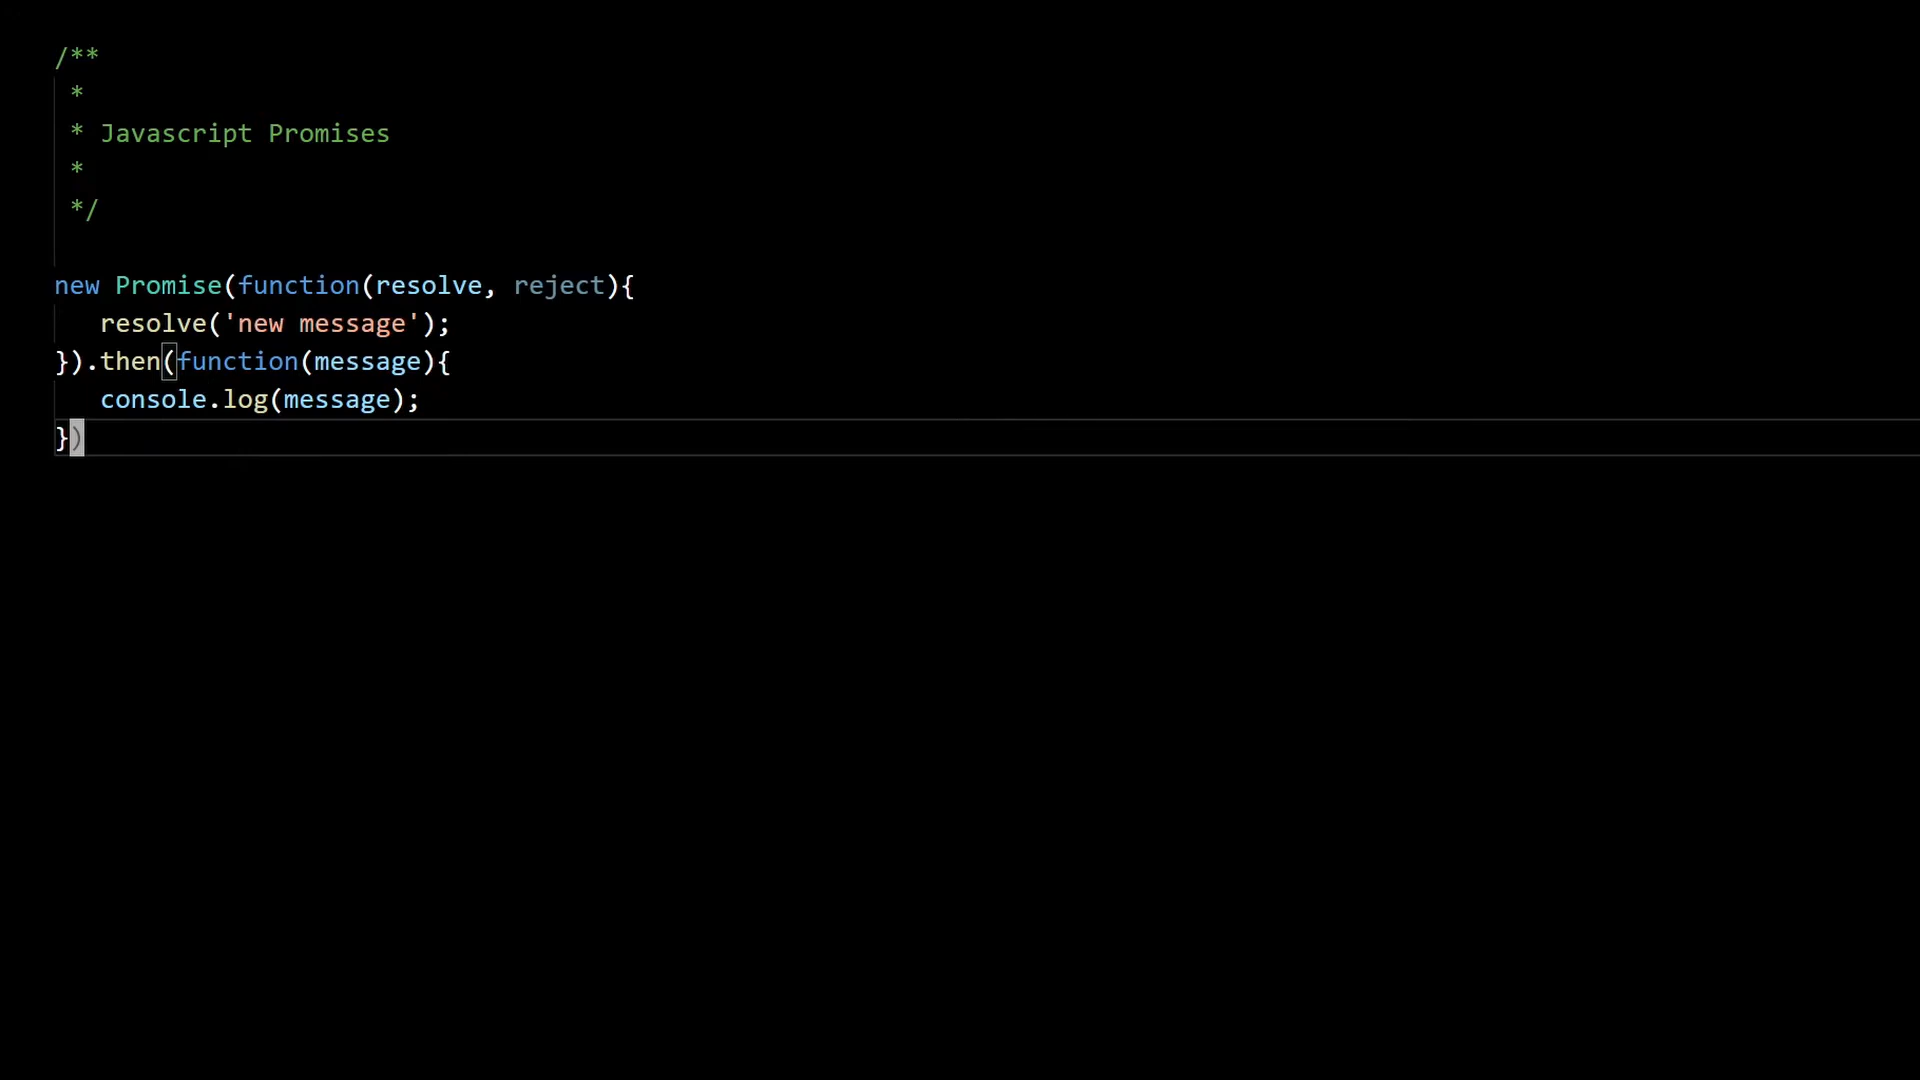 /**
 *
 * Javascript Promises
 *
 */

new Promise(function(resolve, reject){
   resolve('new message');
}).then(function(message){
   console.log(message);
})